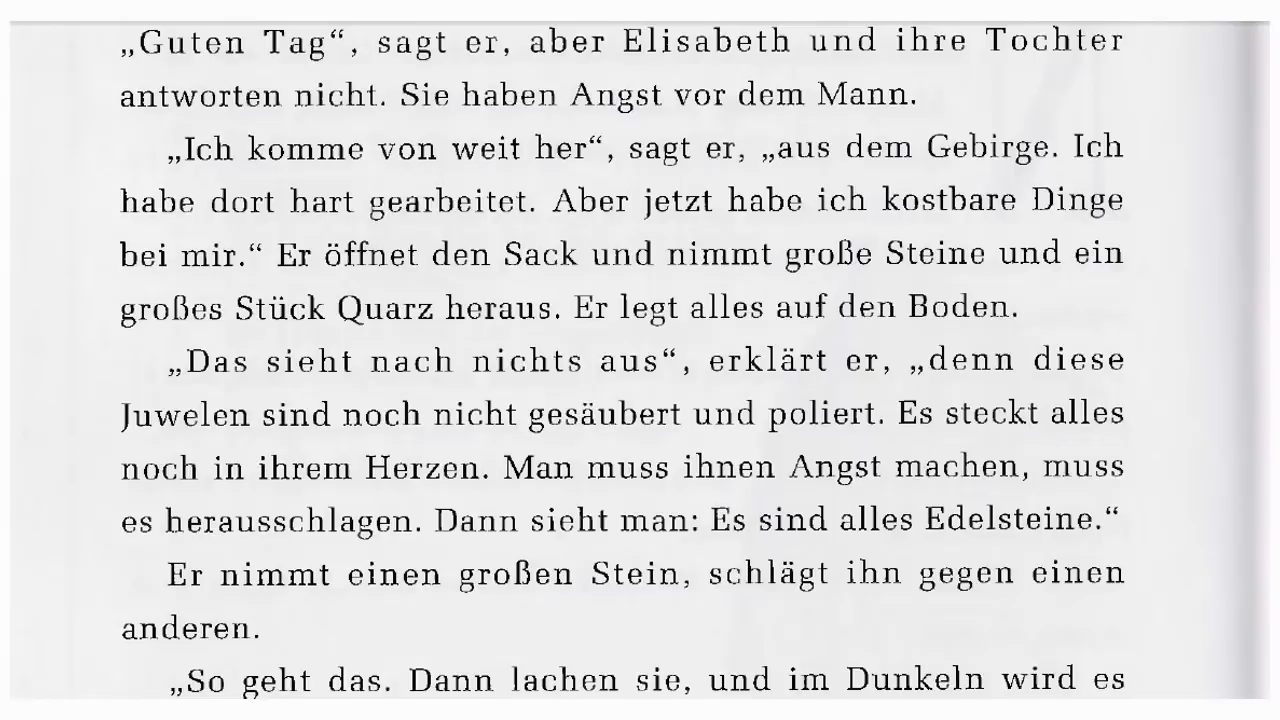 „Guten Tag“, sagt er, aber Elisabeth und ihre Tochter
antworten nicht. Sie haben Angst vor dem Mann.
„Ich komme von weit her“, sagt er, „aus dem Gebirge. Ich
habe dort hart gearbeitet. Aber jetzt habe ich kostbare Dinge
bei mir.“ Er öffnet den Sack und nimmt große Steine und ein
großes Stück Quarz heraus. Er legt alles auf den Boden.
„Das sieht nach nichts aus“, erklärt er, „denn diese
Juwelen sind noch nicht gesäubert und poliert. Es steckt alles
noch in ihrem Herzen. Man muss ihnen Angst machen, muss
es herausschlagen. Dann sieht man: Es sind alles Edelsteine.“
Er nimmt einen großen Stein, schlägt ihn gegen einen
anderen.
„So geht das. Dann lachen sie, und im Dunkeln wird es